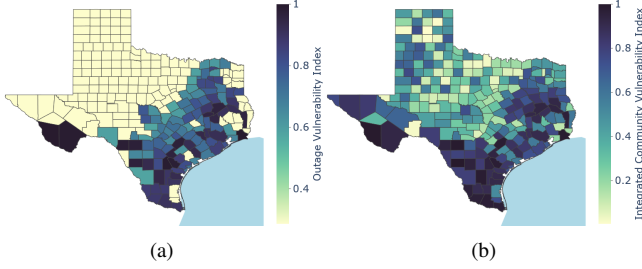 1
0.8
0.6
0.4
Outage Vulnerability Index
1
0.8
0.6
0.4
0.2
Integrated Community Vulnerability Index
(a)
(b)